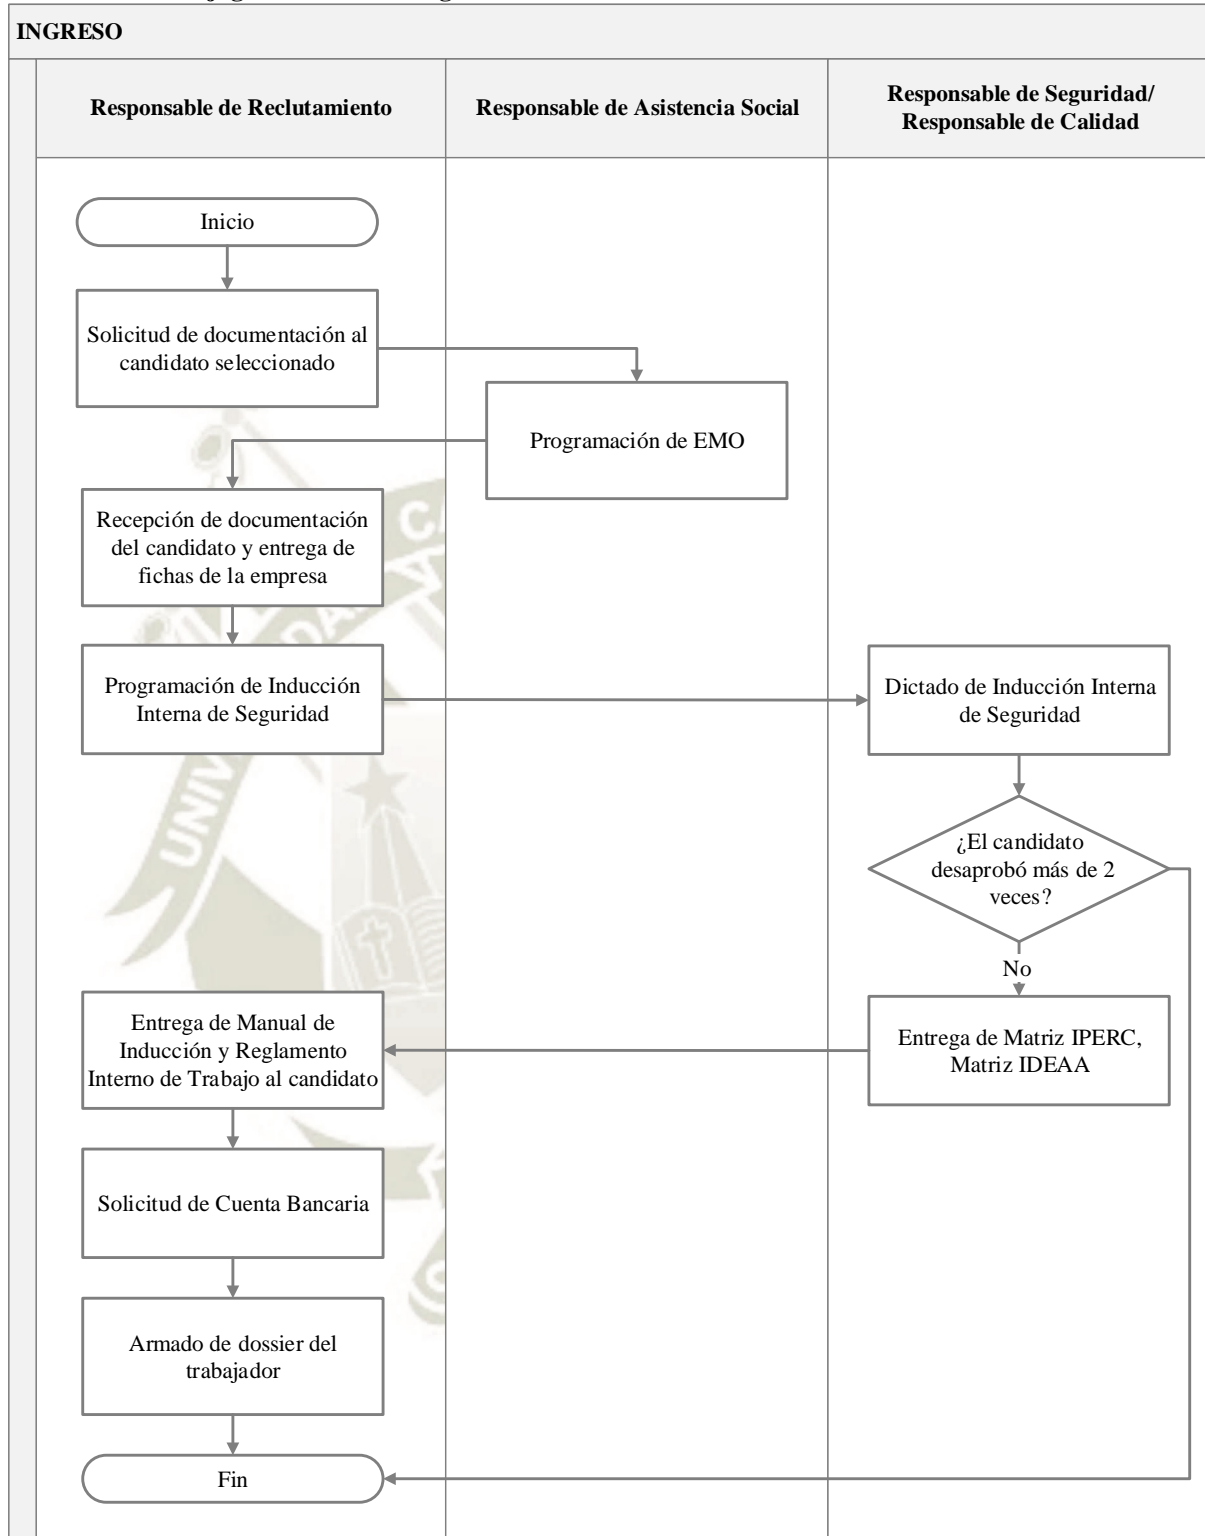 INGRESO
Responsable de Reclutamiento
Responsable de Asistencia Social
Responsable de Seguridad/
Responsable de Calidad
Inicio
Solicitud de documentación al
candidato seleccionado
Programación de EMO
Recepción de documentación
del candidato y entrega de
fichas de la empresa
Programación de Inducción
Interna de Seguridad
Dictado de Inducción Interna
de Seguridad
¿El candidato
desaprobó más de 2
veces?
No
Entrega de Matriz IPERC,
Matriz IDEAA
Entrega de Manual de
Inducción y Reglamento
Interno de Trabajo al candidato
Solicitud de Cuenta Bancaria
Armado de dossier del
trabajador
Fin